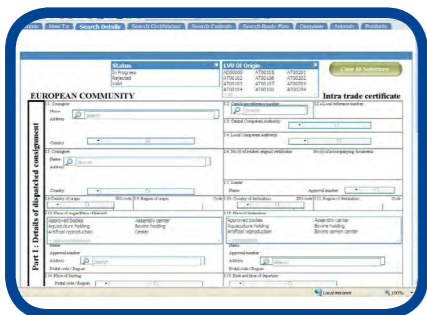 How To: Search Details Search Certification Search Controls Search Route Plan Overview Animals Products
Status
In Progress
Rejected
Valid
LVU Of Origin
AD00000 AT00105 AT00201
AT00101 AT00106 AT00202
AT00102 AT00107 AT00203
AT00104 AT00108 AT00204
Clear All Selections
EUROPEAN COMMUNITY
Intra trade certificate
Part I : Details of dispatched consignment
I.1. Consignor
Name
Search
Address
Country
I.2. Certificate reference number
I.2.a Local reference number
Search
I.3. Central Competent Authority
I.4. Local Competent Authority
I.5. Consignee
Name
Search
Address
Country
I.6. No.(s) of related original certificates
No.(s) of accompanying documents
I.7. Dealer
Name
Approval number
I.8. Country of origin ISO code I.9. Region of origin Code
I.10. Country of destination ISO code I.11. Region of destination Code
I.12. Place of origin/Place of harvest
Approved bodies Assembly center
Aquaculture holding Bovine holding
Artificial reproduction Dealer
I.13. Place of destination
Approved bodies Assembly center
Aquaculture holding Bovine holding
Artificial reproduction Bovine semen center
Name
Approval number
Address
Search
Postal code / Region
Name
Approval number
Address
Search
Postal code / Region
I.14. Place of loading
Postal code / Region
I.15. Date and time of departure
Local intranet
100%